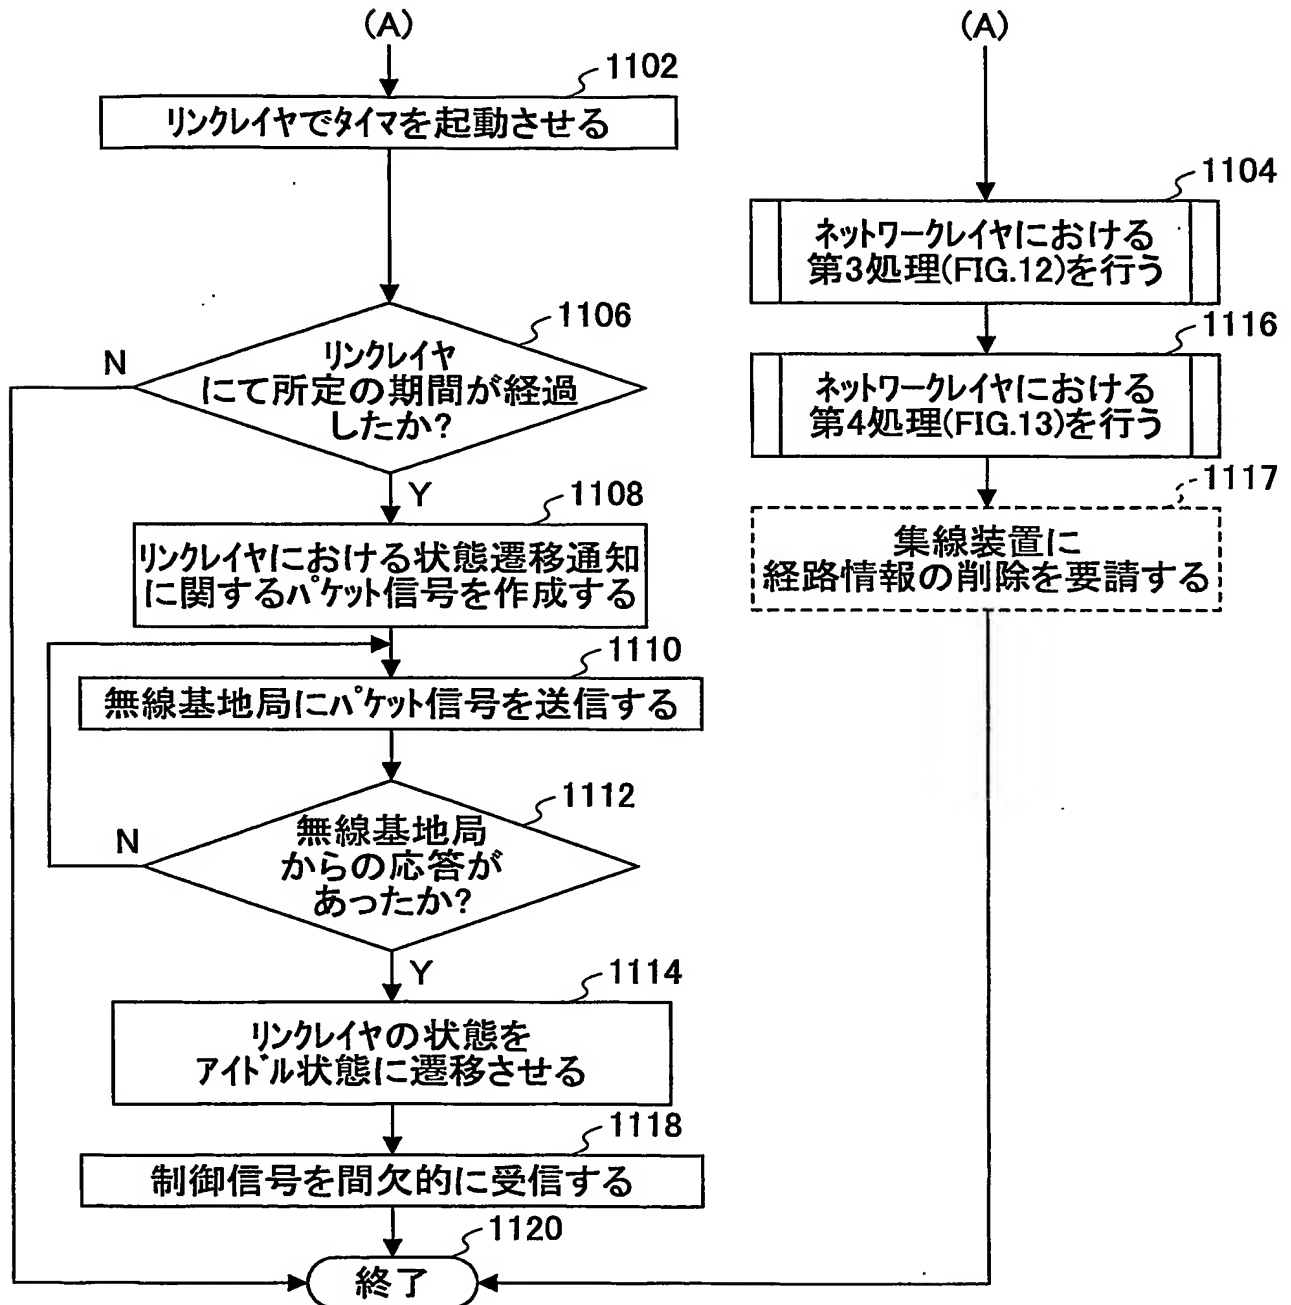 (A)
1102
リンクレイヤでタイマを起動させる
1106
リンクレイヤ
にて所定の期間が経過
したか?
N
Y
1108
リンクレイヤにおける状態遷移通知
に関するパケット信号を作成する
1110
無線基地局にパケット信号を送信する
1112
無線基地局
からの応答が
あったか?
N
Y
1114
リンクレイヤの状態を
アイドル状態に遷移させる
1118
制御信号を間欠的に受信する
1120
終了
(A)
1104
ネットワークレイヤにおける
第3処理(FIG.12)を行う
1116
ネットワークレイヤにおける
第4処理(FIG.13)を行う
1117
集線装置に
経路情報の削除を要請する